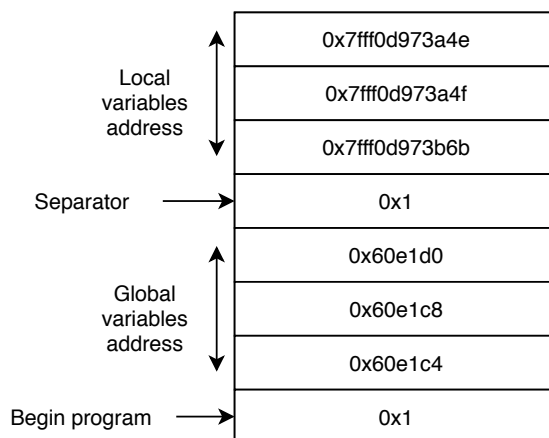 0x7fff0d973a4e
Local
variables
address
0x7fff0d973a4f
0x7fff0d973b6b
Separator
0x1
0x60e1d0
Global
variables
address
0x60e1c8
0x60e1c4
Begin program
0x1